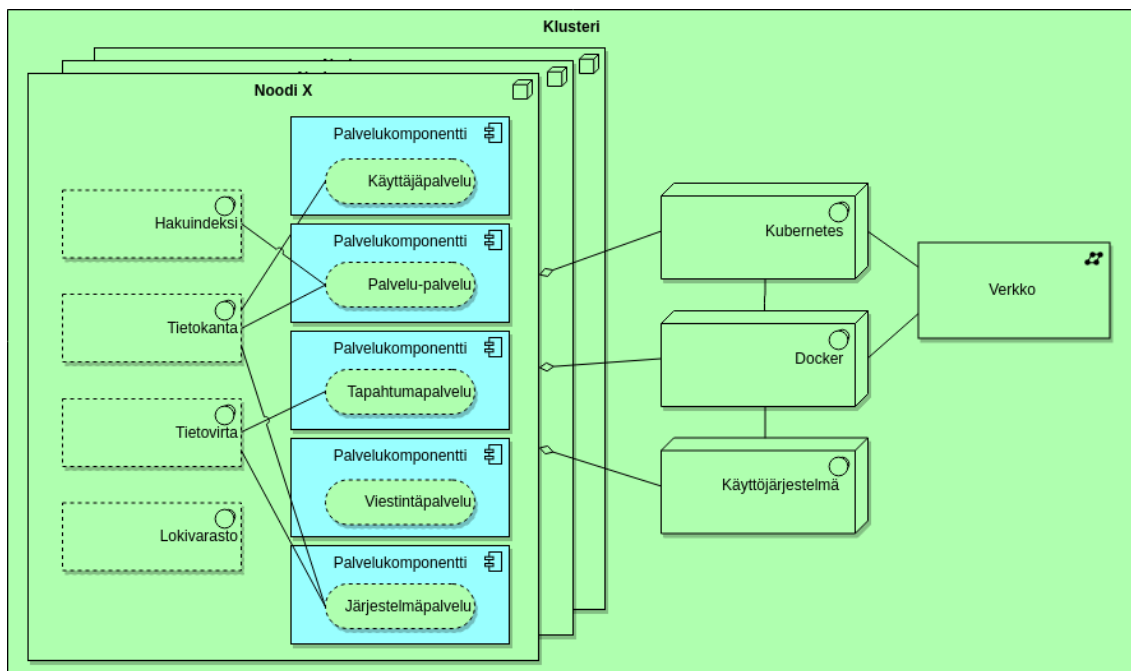 Klusteri
Noodi X
Palvelukomponentti
Käyttäjäpalvelu
Hakuindeksi
Palvelukomponentti
Palvelu-palvelu
Tietokanta
Palvelukomponentti
Tapahtumapalvelu
Tietovirta
Palvelukomponentti
Viestintäpalvelu
Lokivarasto
Palvelukomponentti
Järjestelmäpalvelu
Kubernetes
Verkko
Docker
Käyttöjärjestelmä